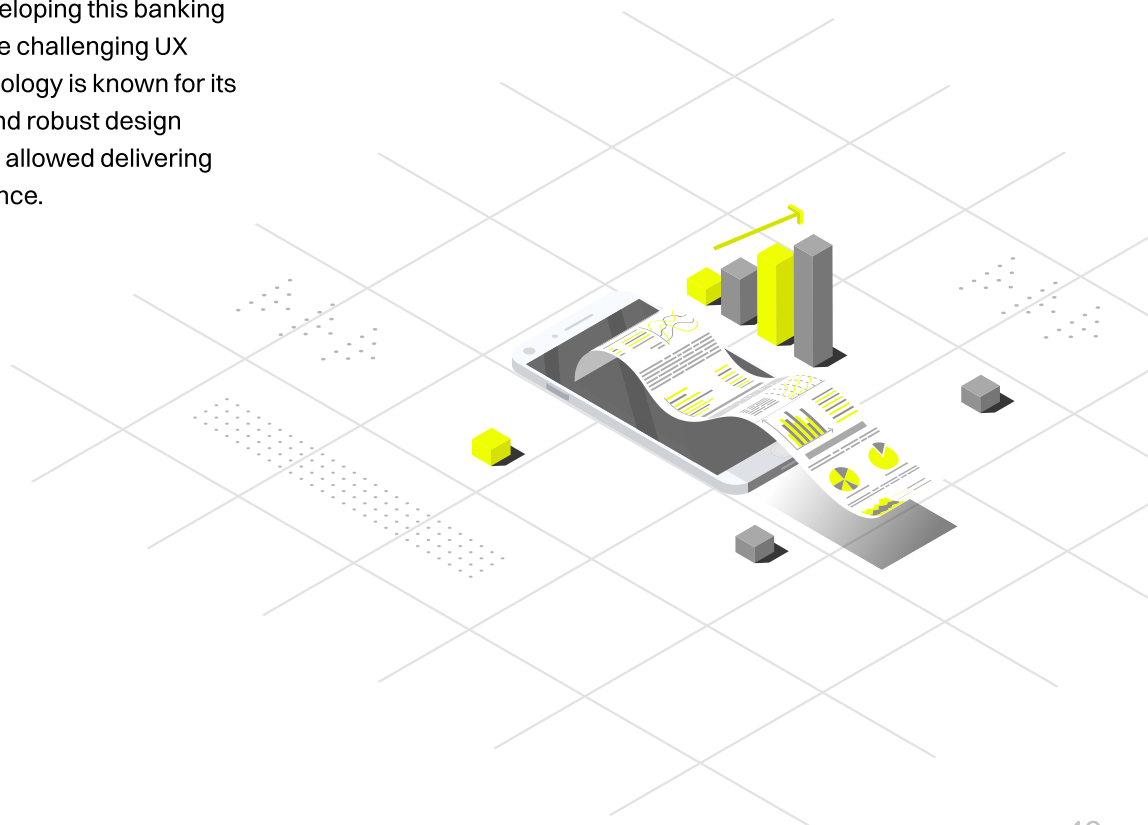 eloping this banking
e challenging UX
ology is known for its
nd robust design
allowed delivering
nce.